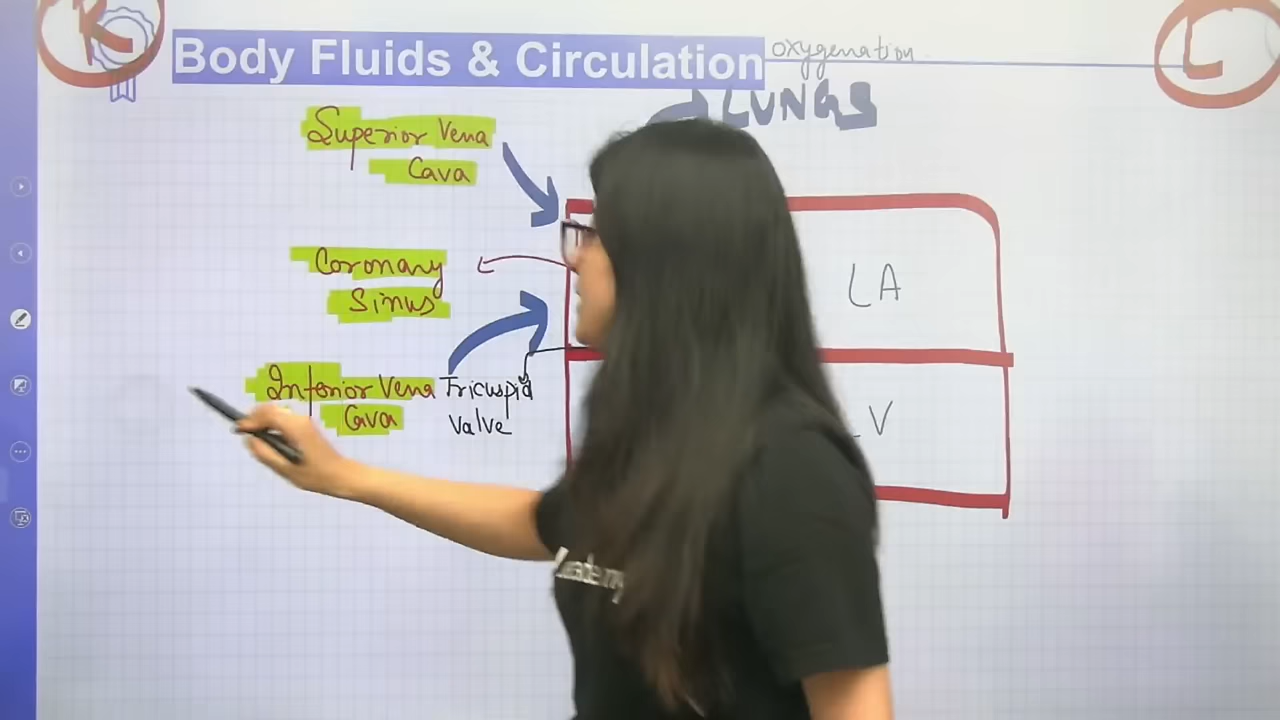 R
L
Body Fluids & Circulation
oxygenation
LUNGS
Superior Vena
Cava
Coronary
Sinus
LA
Inferior Vena
Cava
Tricuspid
Valve
V